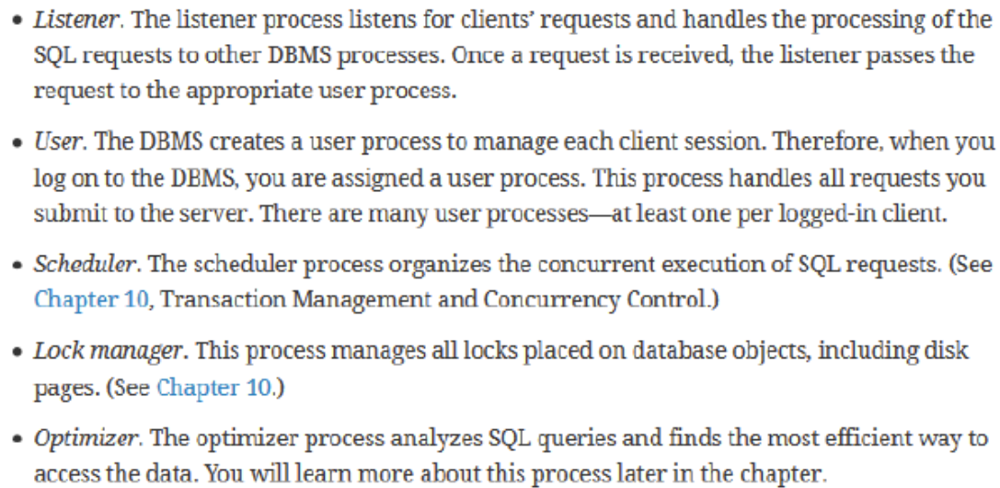 • Listener. The listener process listens for clients’ requests and handles the processing of the
SQL requests to other DBMS processes. Once a request is received, the listener passes the
request to the appropriate user process.
• User. The DBMS creates a user process to manage each client session. Therefore, when you
log on to the DBMS, you are assigned a user process. This process handles all requests you
submit to the server. There are many user processes—at least one per logged-in client.
• Scheduler. The scheduler process organizes the concurrent execution of SQL requests. (See
Chapter 10, Transaction Management and Concurrency Control.)
• Lock manager. This process manages all locks placed on database objects, including disk
pages. (See Chapter 10.)
• Optimizer. The optimizer process analyzes SQL queries and finds the most efficient way to
access the data. You will learn more about this process later in the chapter.